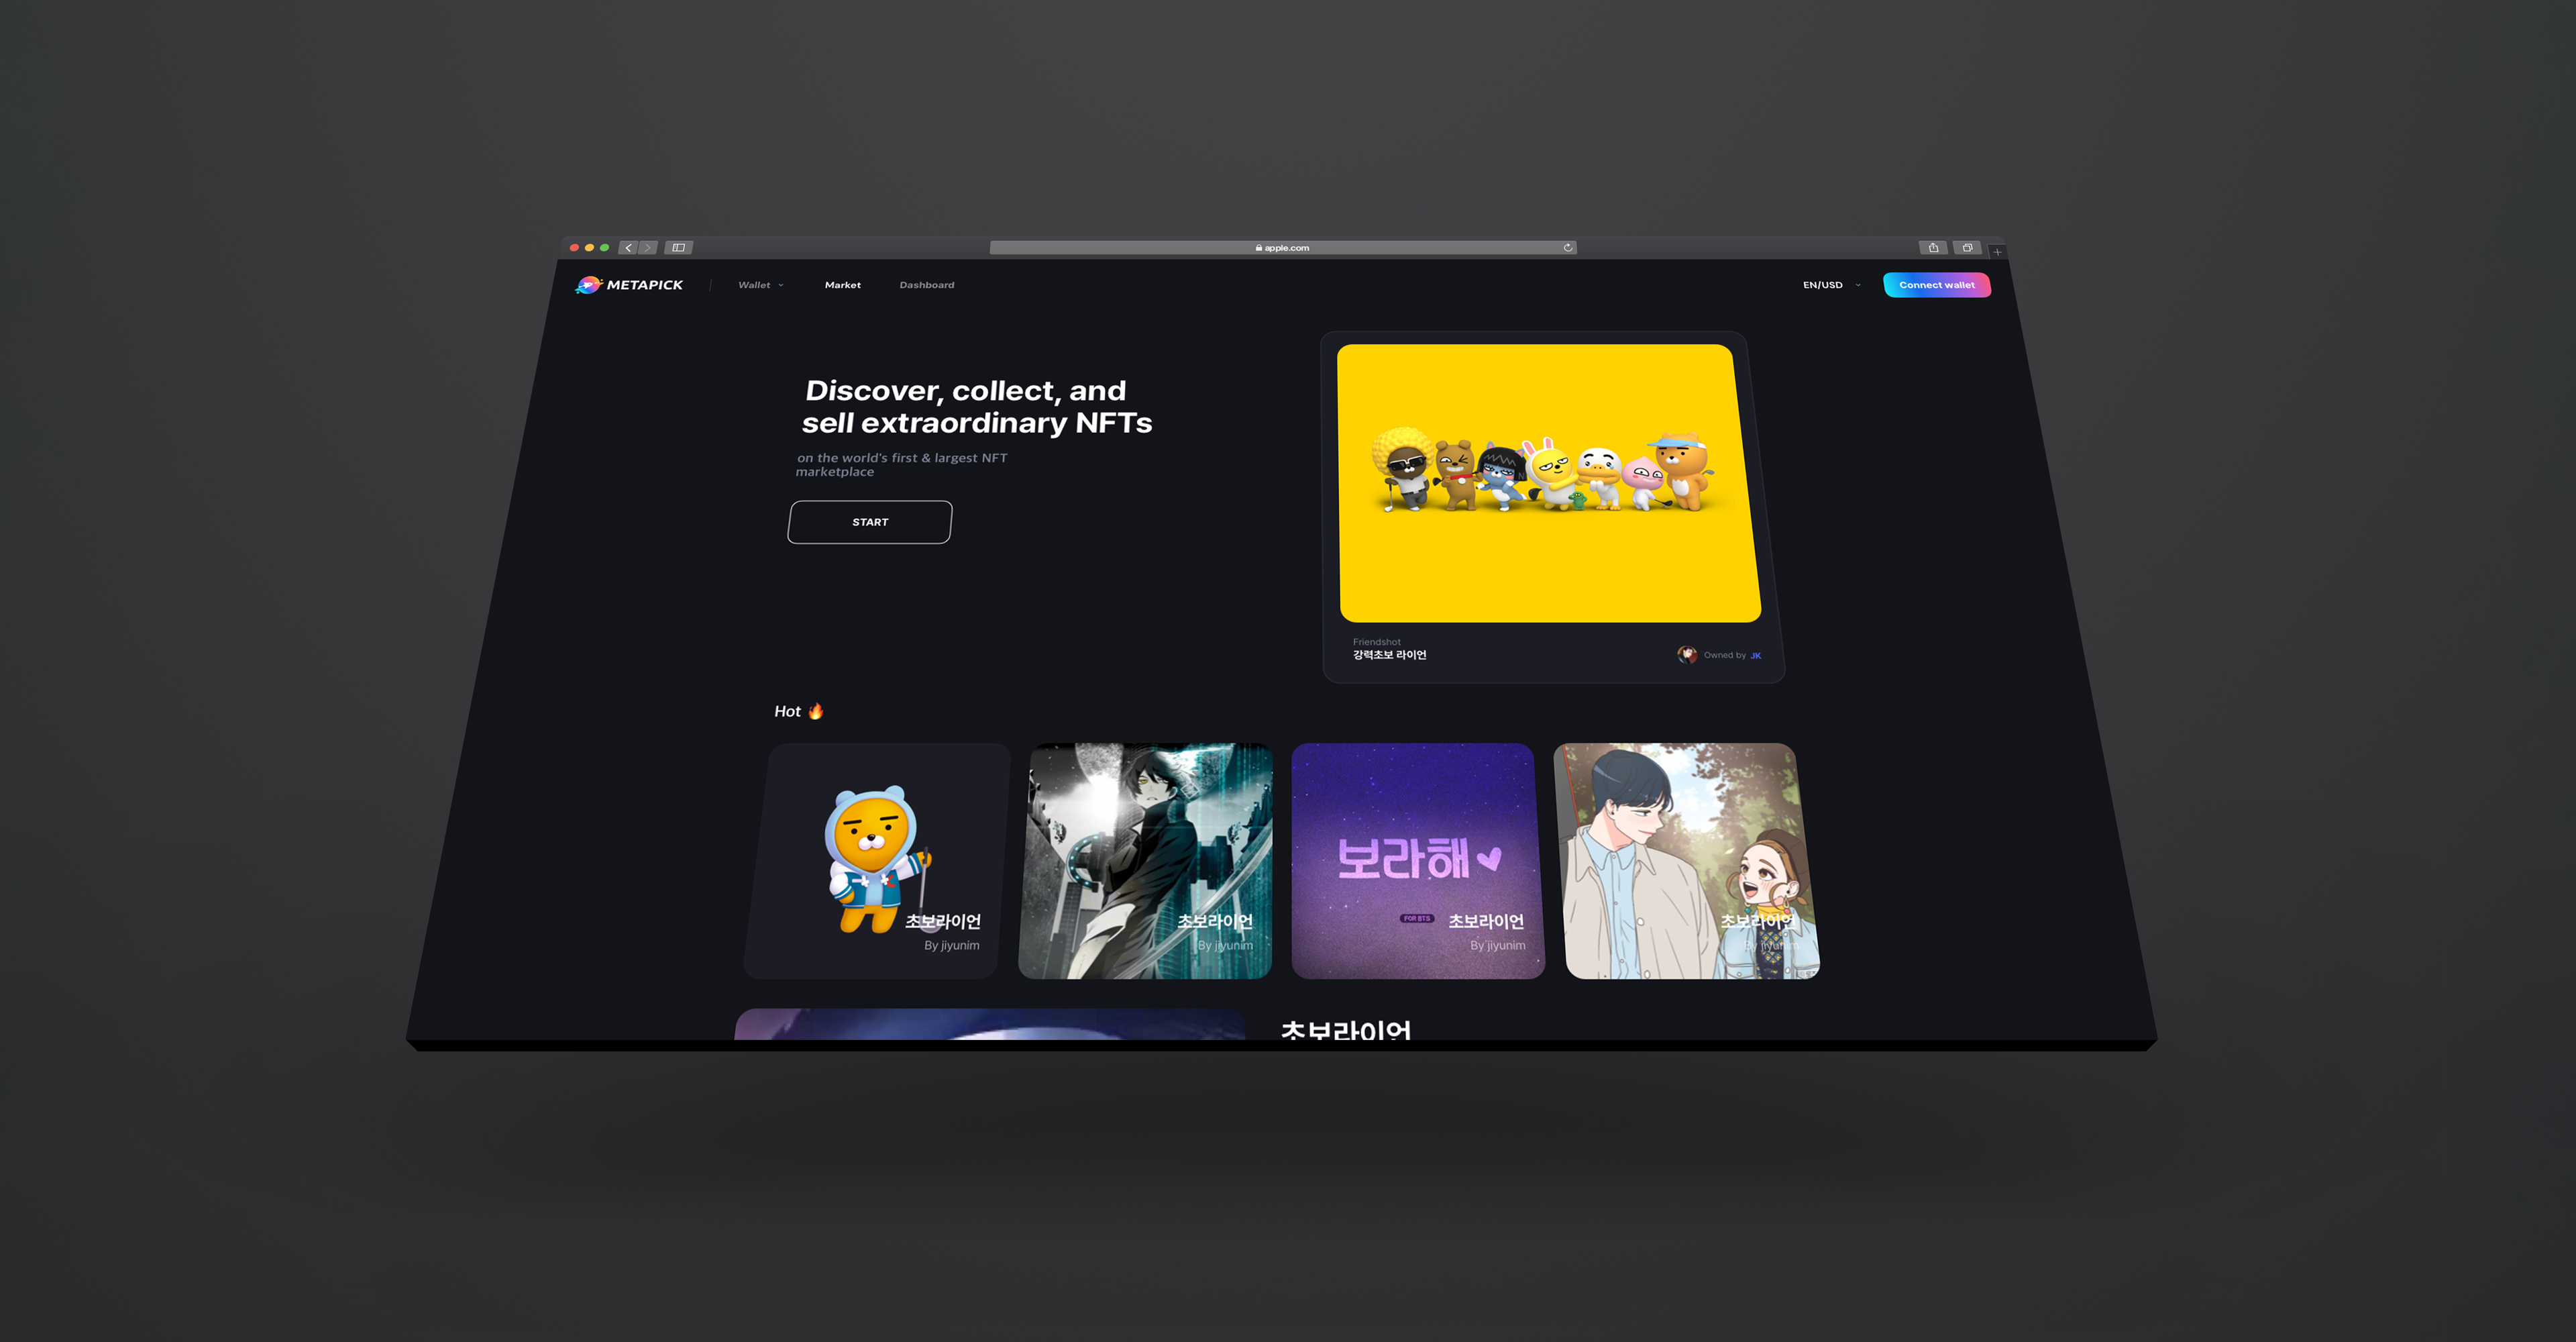 apple.com
METAPICK
Wallet
Market
Dashboard
EN/USD
Connect wallet
Discover, collect, and
sell extraordinary NFTs
on the world's first & largest NFT
marketplace
START
Friendshot
강력초보 라이언
Owned by JK
Hot 🔥
초보라이언
By jiyunim
초보라이언
By jiyunim
보라해
FOR BTS
초보라이언
By jiyunim
초보라이언
By jiyunim
초보라이언